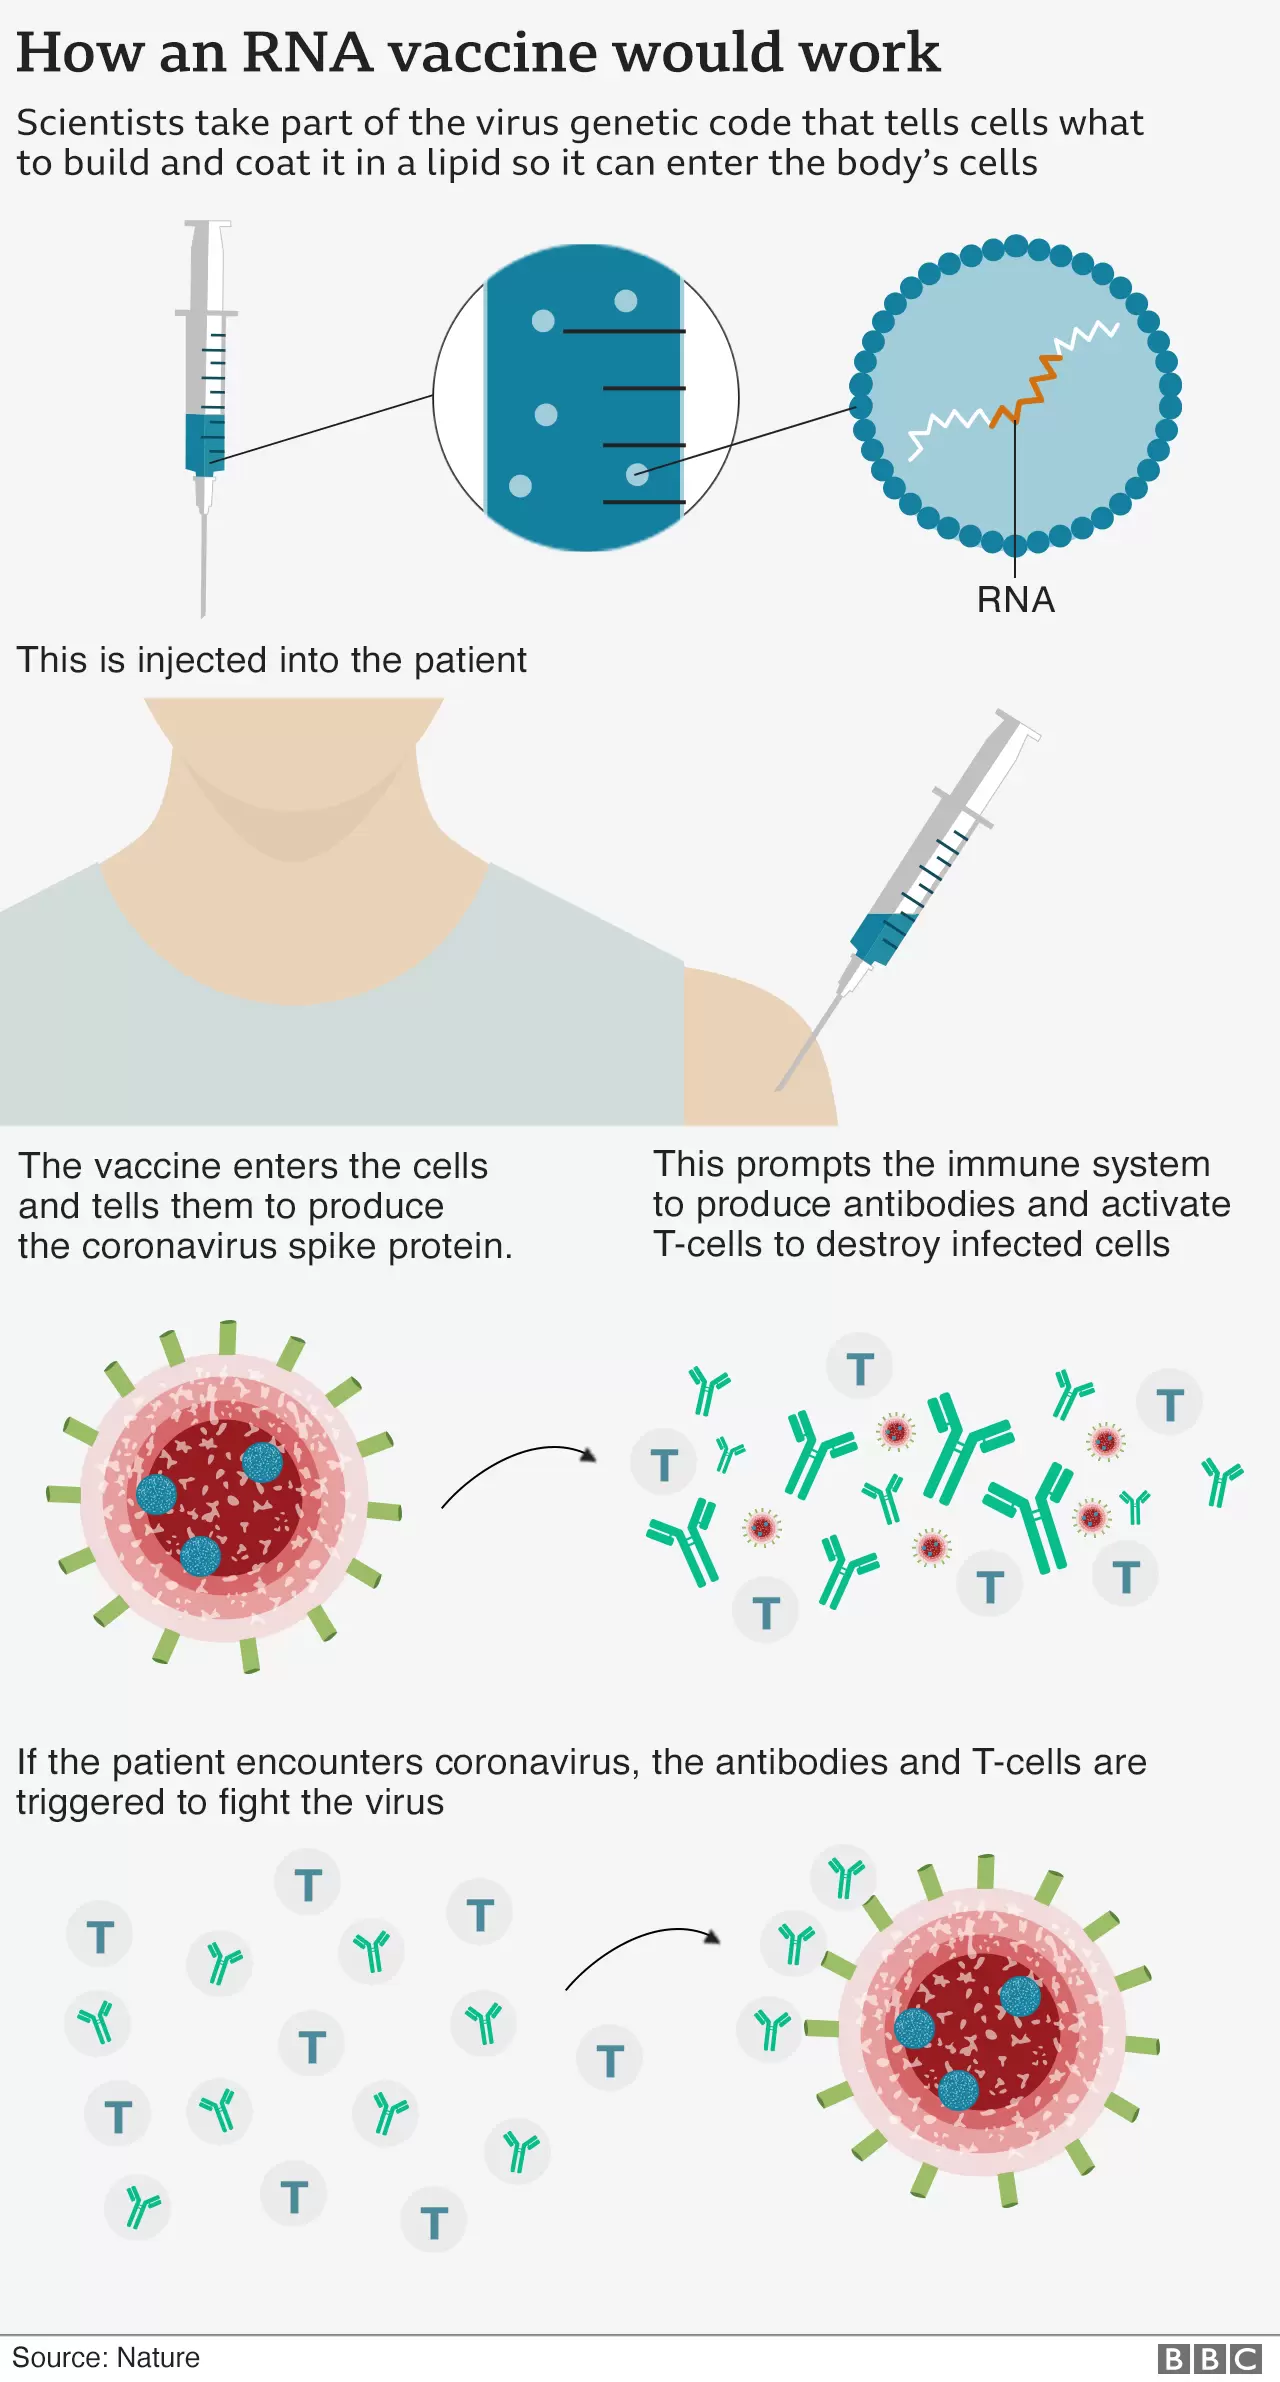 How an RNA vaccine would work
Scientists take part of the virus genetic code that tells cells what
to build and coat it in a lipid so it can enter the body's cells
RNA
This is injected into the patient
The vaccine enters the cells
and tells them to produce
the coronavirus spike protein.
This prompts the immune system
to produce antibodies and activate
T-cells to destroy infected cells
T
T
T
T
T
T
If the patient encounters coronavirus, the antibodies and T-cells are
triggered to fight the virus
T
T
T
T
T
T
T
T
Source: Nature
BBC